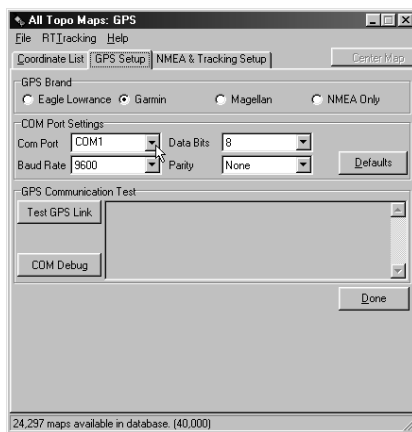 All Topo Maps: GPS
File RTTracking Help
Coordinate List GPS Setup NMEA & Tracking Setup Center Map
GPS Brand
Eagle Lowrance Garmin Magellan NMEA Only
COM Port Settings
Com Port COM1 Data Bits 8
Baud Rate 9600 Parity None Defaults
GPS Communication Test
Test GPS Link
COM Debug
Done
24,297 maps available in database. (40,000)